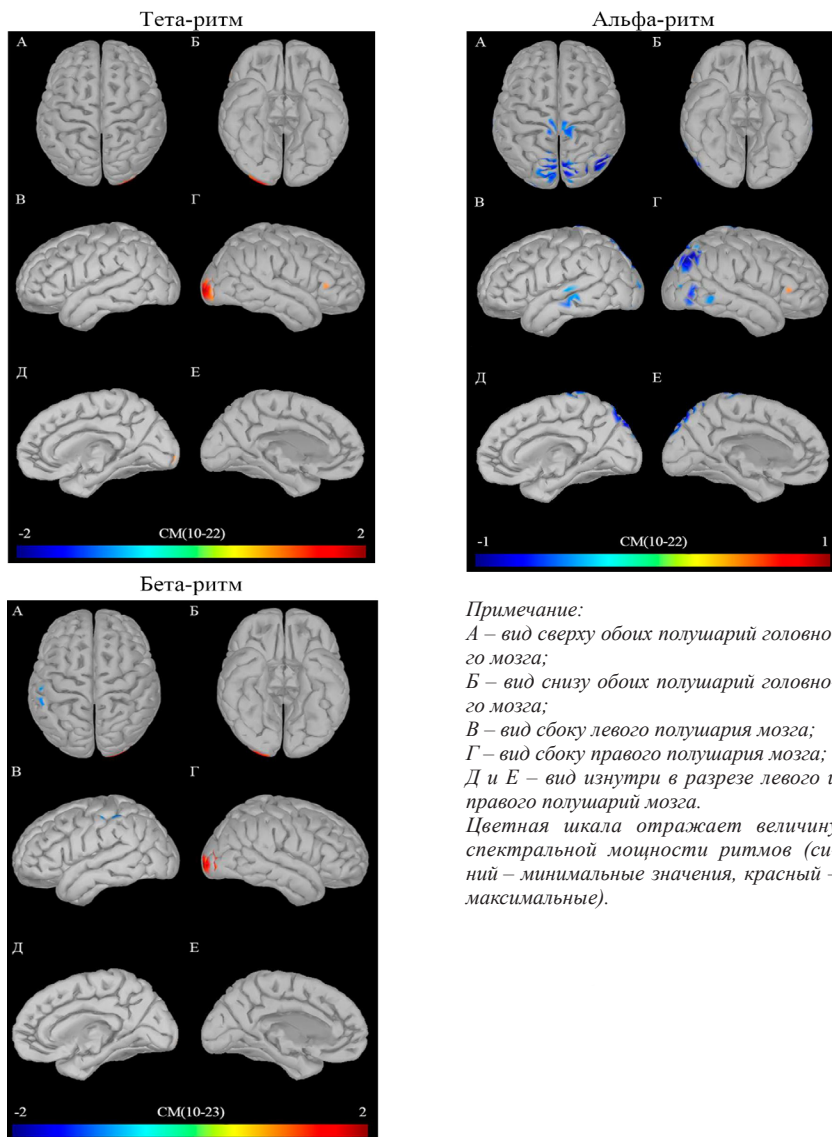 Тета-ритм
А
Б
В
Г
Д
Е
-2
СМ(10-22)
2
Альфа-ритм
А
Б
В
Г
Д
Е
-1
СМ(10-22)
1
Бета-ритм
А
Б
В
Г
Д
Е
-2
СМ(10-23)
2
Примечание:
А – вид сверху обоих полушарий головно-
го мозга;
Б – вид снизу обоих полушарий головно-
го мозга;
В – вид сбоку левого полушария мозга;
Г – вид сбоку правого полушария мозга;
Д и Е – вид изнутри в разрезе левого и
правого полушарий мозга.
Цветная шкала отражает величину
спектральной мощности ритмов (си-
ний – минимальные значения, красный –
максимальные).